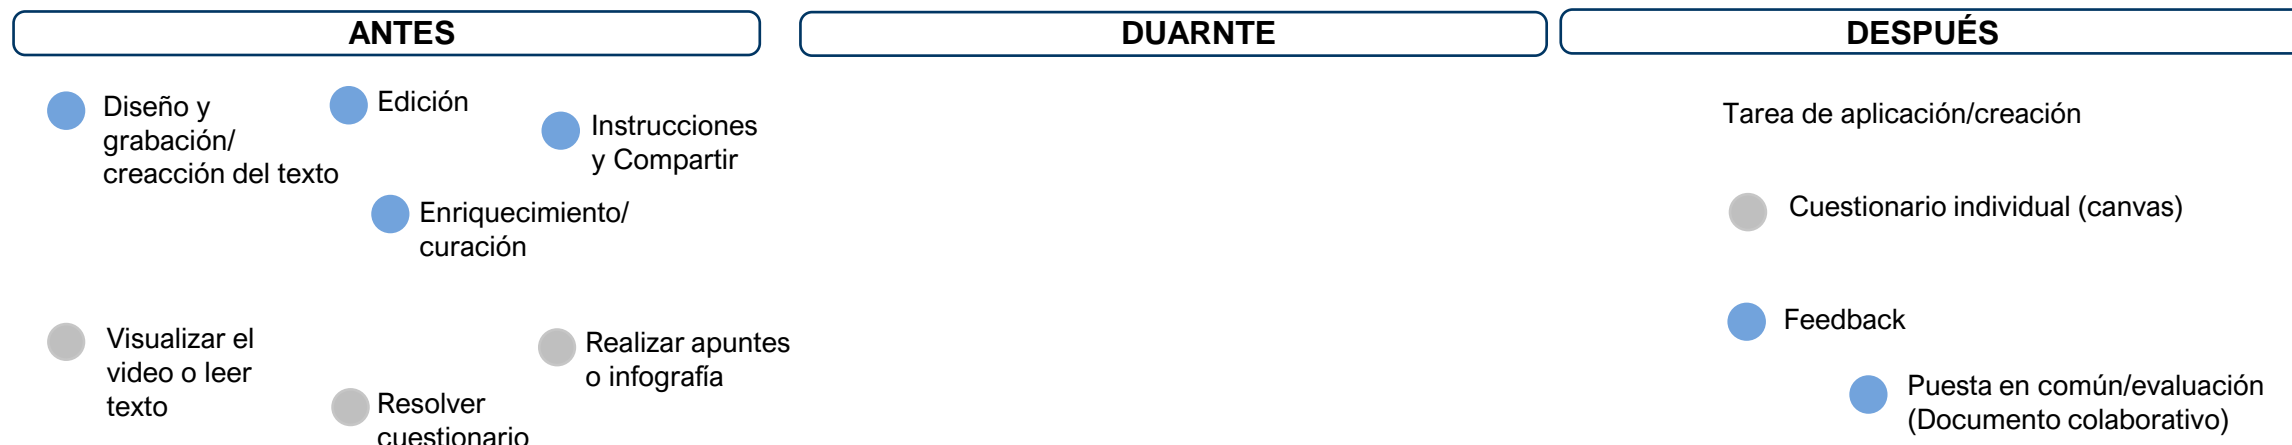 ANTES
DUARNTE
DESPUÉS
Diseño y
grabación/
creacción del texto
Edición
Instrucciones
y Compartir
Enriquecimiento/
curación
Visualizar el
video o leer
texto
Resolver
cuestionario
Realizar apuntes
o infografía
Tarea de aplicación/creación
Cuestionario individual (canvas)
Feedback
Puesta en común/evaluación
(Documento colaborativo)